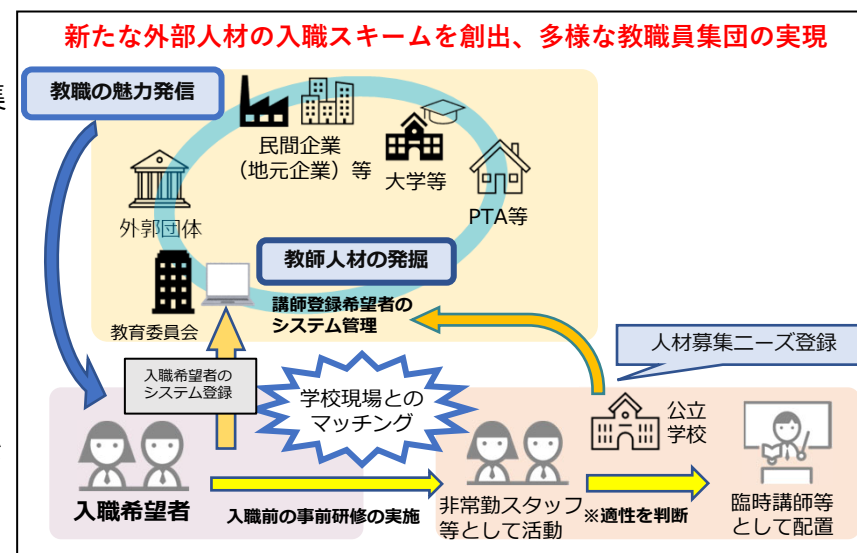 新たな外部人材の入職スキームを創出、多様な教職員集団の実現
集
教職の魅力発信
民間企業
（地元企業）等
大学等
PTA等
外郭団体
教師人材の発掘
教育委員会
講師登録希望者の
システム管理
人材募集ニーズ登録
入職希望者の
システム登録
学校現場との
マッチング
公立
学校
入職希望者
入職前の事前研修の実施
非常勤スタッフ
等として活動
※適性を判断
臨時講師等
として配置